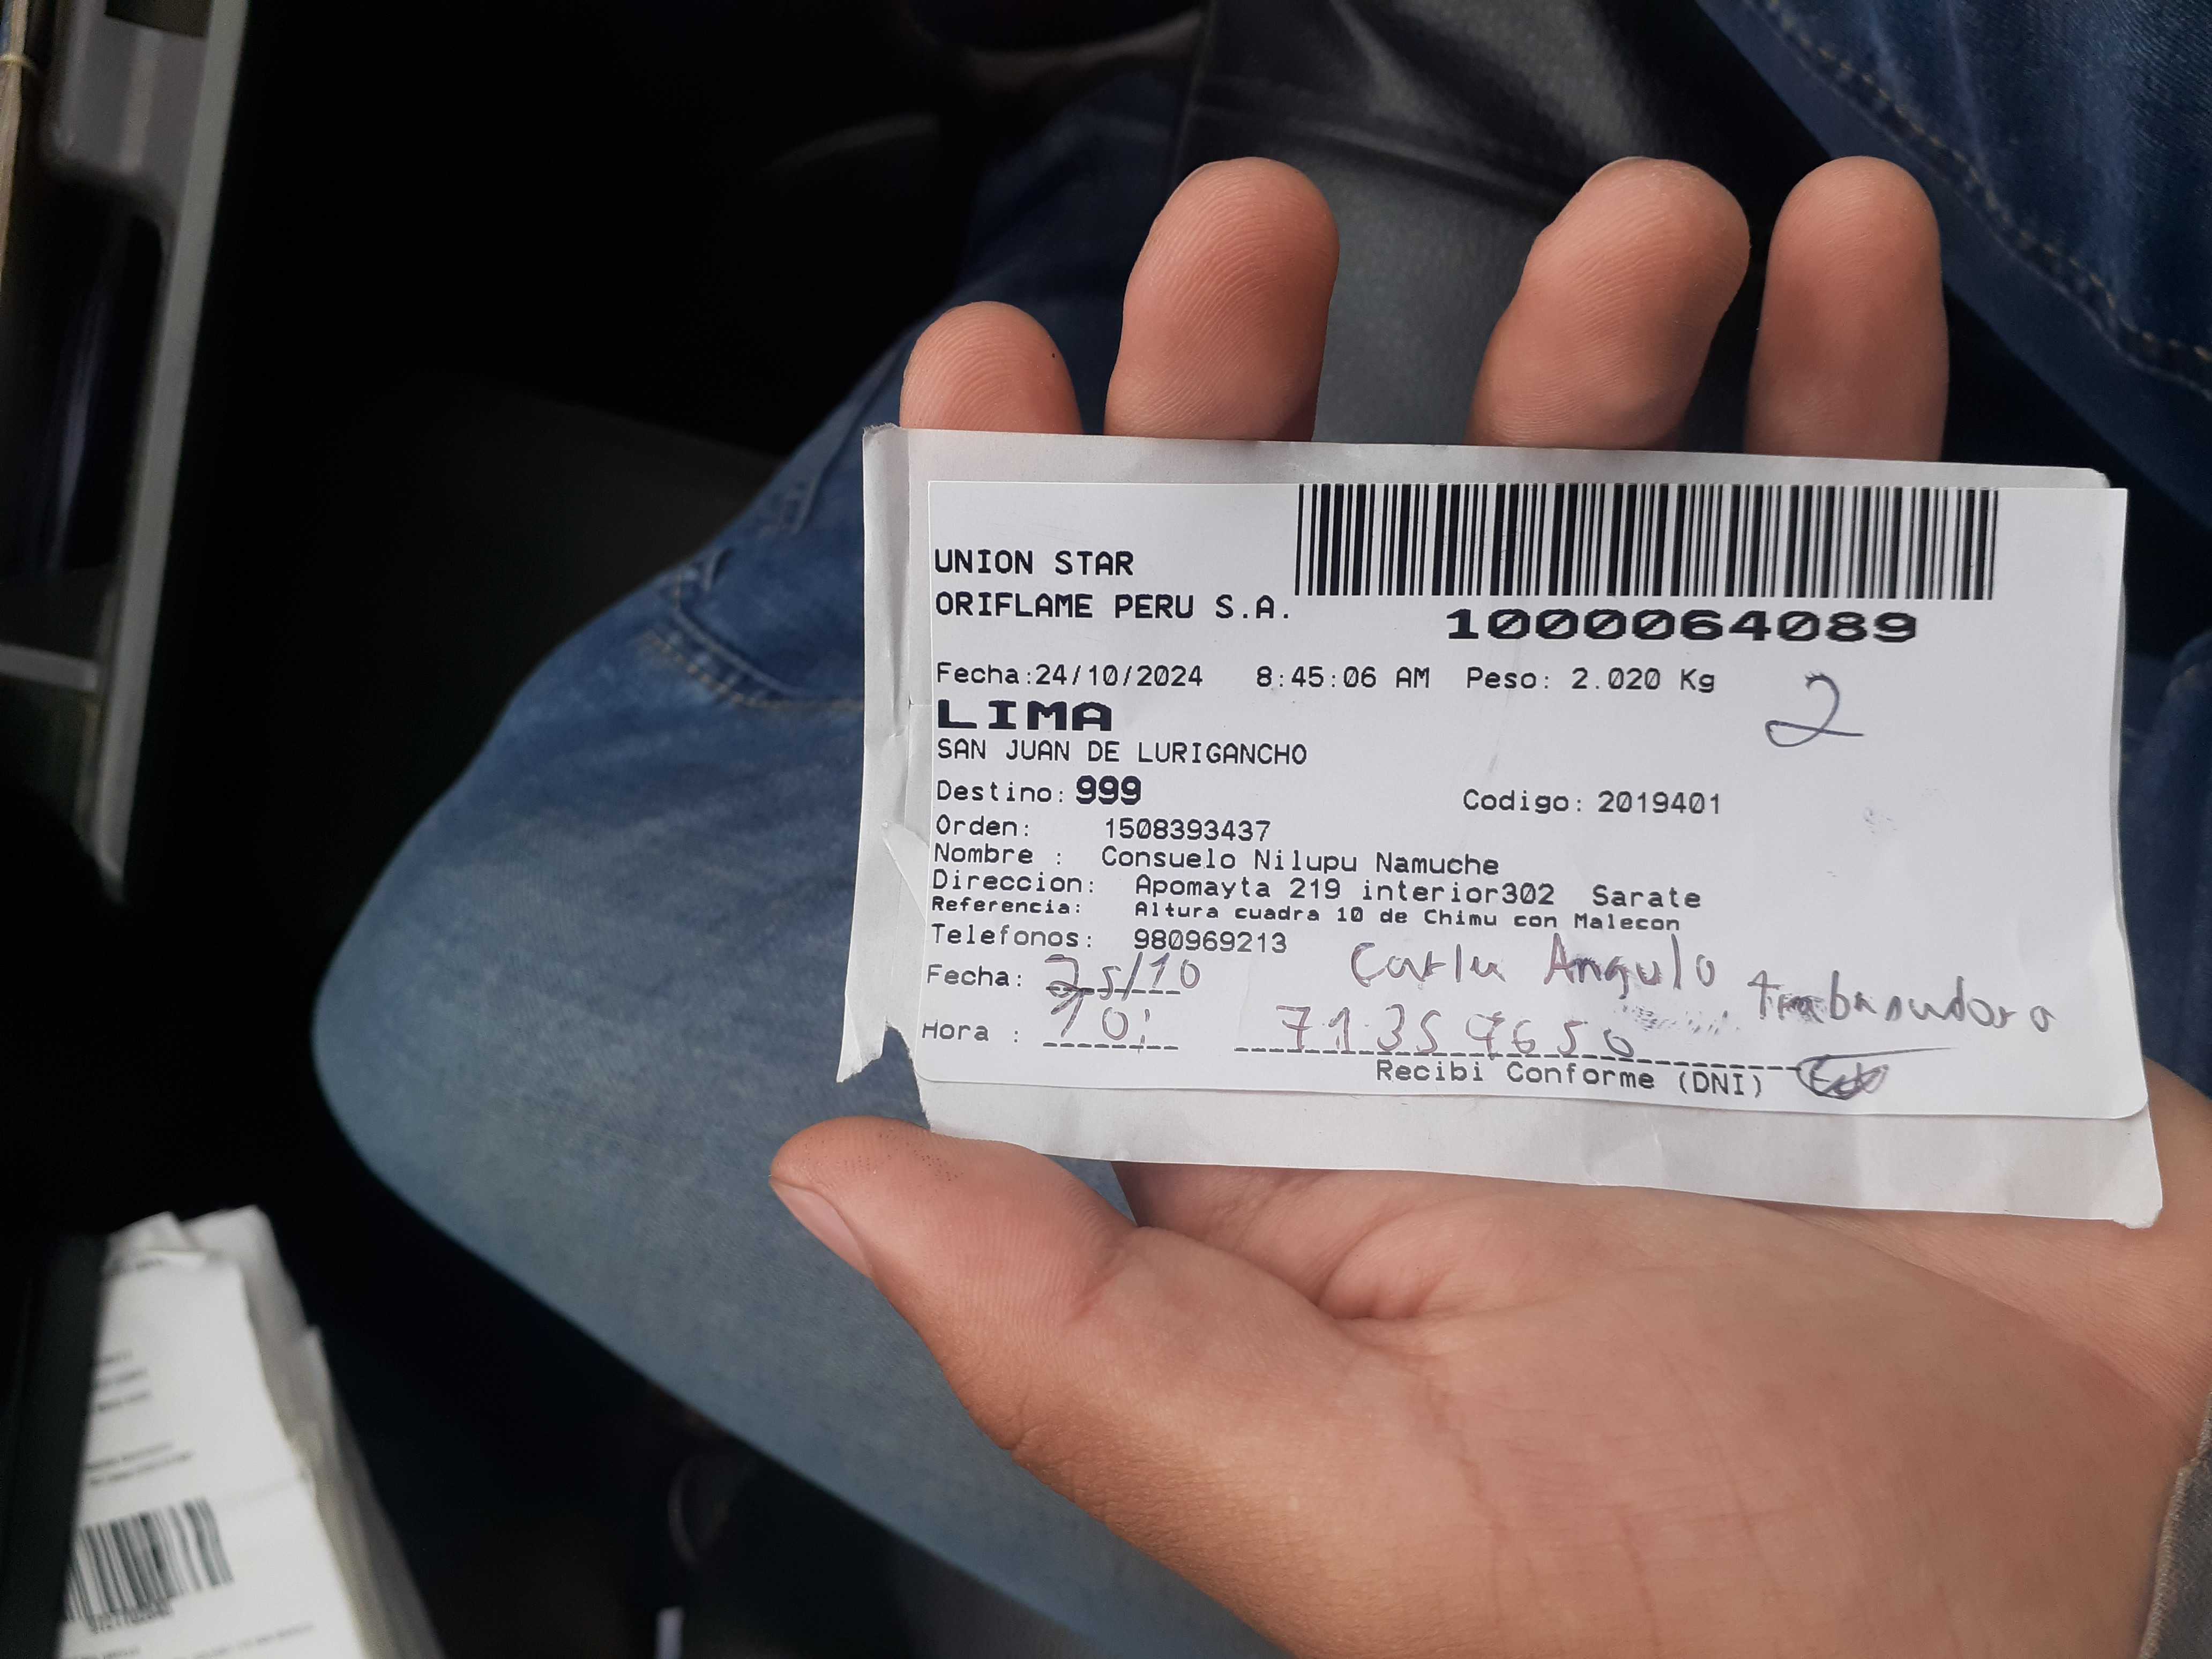 UNION STAR
ORIFLAME PERU S.A.
1000064089
Fecha:24/10/2024 8:45:06 AM Peso: 2.020 Kg
2
LIMA
SAN JUAN DE LURIGANCHO
Destino: 999 Codigo: 2019401
Orden: 1508393437
Nombre : Consuelo Nilupu Namuche
Direccion: Apomayta 219 interior302 Sarate
Referencia: Altura cuadra 10 de Chimu con Malecon
Telefonos: 980969213
Carla Angulo
Fecha: 25/10
Hora : 10:
Recibi Conforme (DNI)